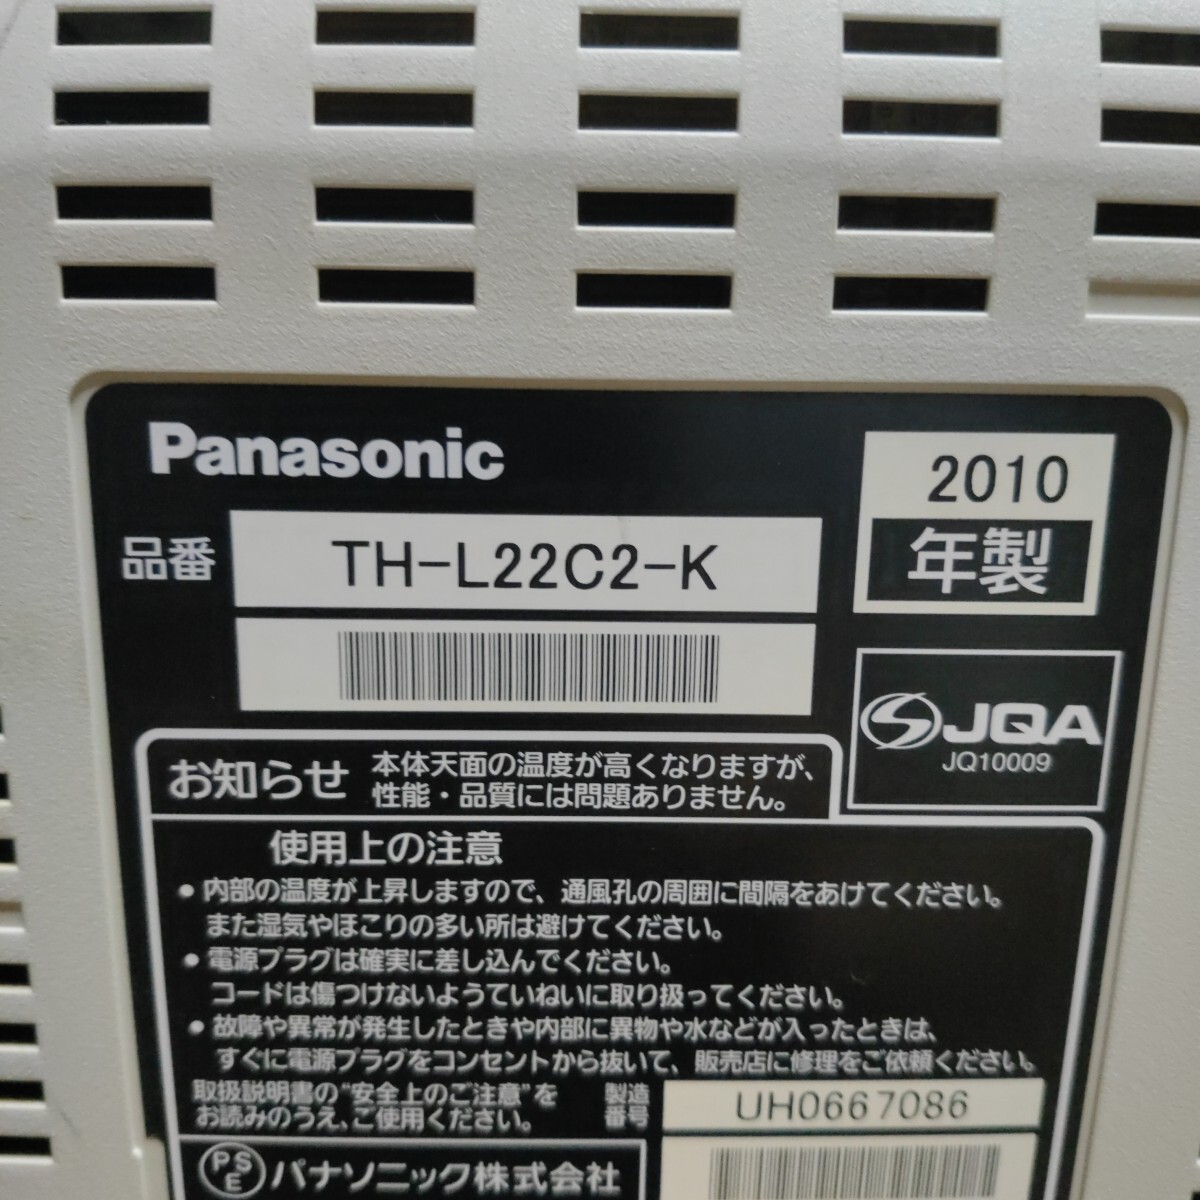 Panasonic
2010
年製
品番
TH-L22C2-K
JQA
JQ10009
お知らせ
本体天面の温度が高くなりますが、
性能・品質には問題ありません。
使用上の注意
• 内部の温度が上昇しますので、通風孔の周囲に間隔をあけてください。
また湿気やほこりの多い所は避けてください。
• 電源プラグは確実に差し込んでください。
コードは傷つけないようていねいに取り扱ってください。
• 故障や異常が発生したときや内部に異物や水などが入ったときは、
すぐに電源プラグをコンセントから抜いて、販売店に修理をご依頼ください。
取扱説明書の"安全上のご注意"を
お読みのうえ、ご使用ください。
製造
番号
UH0667086
PSE
パナソニック株式会社